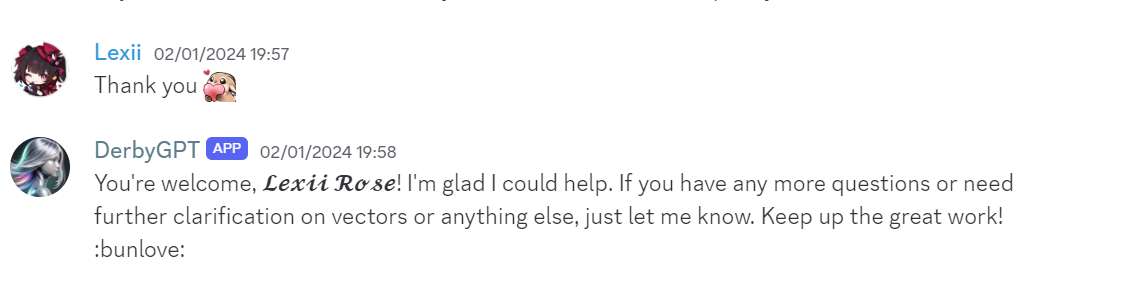 Lexii 02/01/2024 19:57
Thank you
DerbyGPT APP 02/01/2024 19:58
You're welcome, 𝓛𝓮𝔁𝓲𝓲 𝓡𝓸𝓼𝓮! I'm glad I could help. If you have any more questions or need
further clarification on vectors or anything else, just let me know. Keep up the great work!
:bunlove: